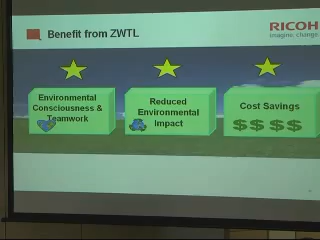 Benefit from ZWTL
RICOH
imagine. change.
Environmental
Consciousness &
Teamwork
Reduced
Environmental
Impact
Cost Savings
$ $ $ $